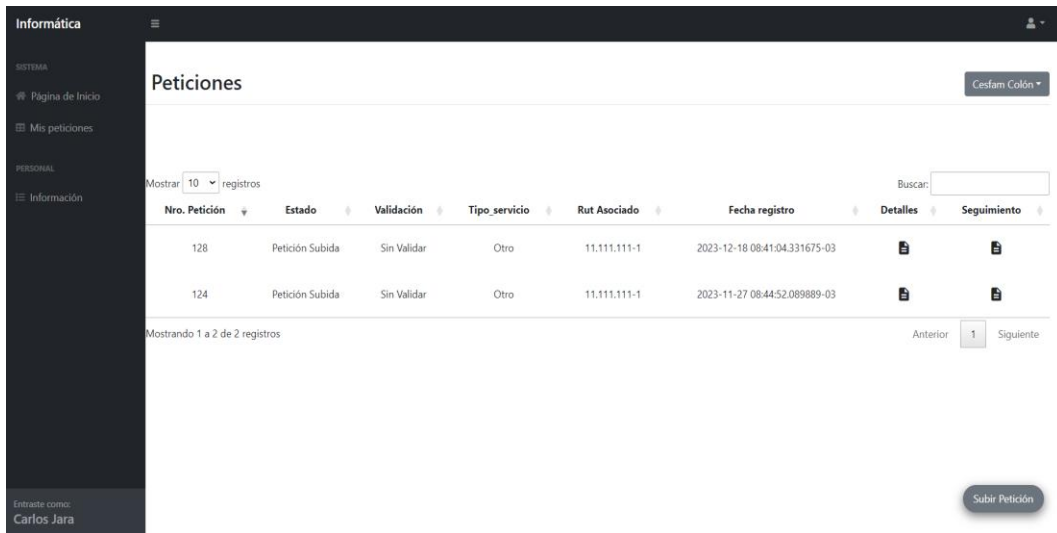 Informática
SISTEMA
Página de Inicio
Mis peticiones
PERSONAL
Información
Entraste como:
Carlos Jara
Peticiones
Cesfam Colón
Mostrar 10 registros
Buscar:
Nro. Petición Estado Validación Tipo_servicio Rut Asociado Fecha registro Detalles Seguimiento
128 Petición Subida Sin Validar Otro 11.111.111-1 2023-12-18 08:41:04.331675-03
124 Petición Subida Sin Validar Otro 11.111.111-1 2023-11-27 08:44:52.089889-03
Mostrando 1 a 2 de 2 registros
Anterior 1 Siguiente
Subir Petición